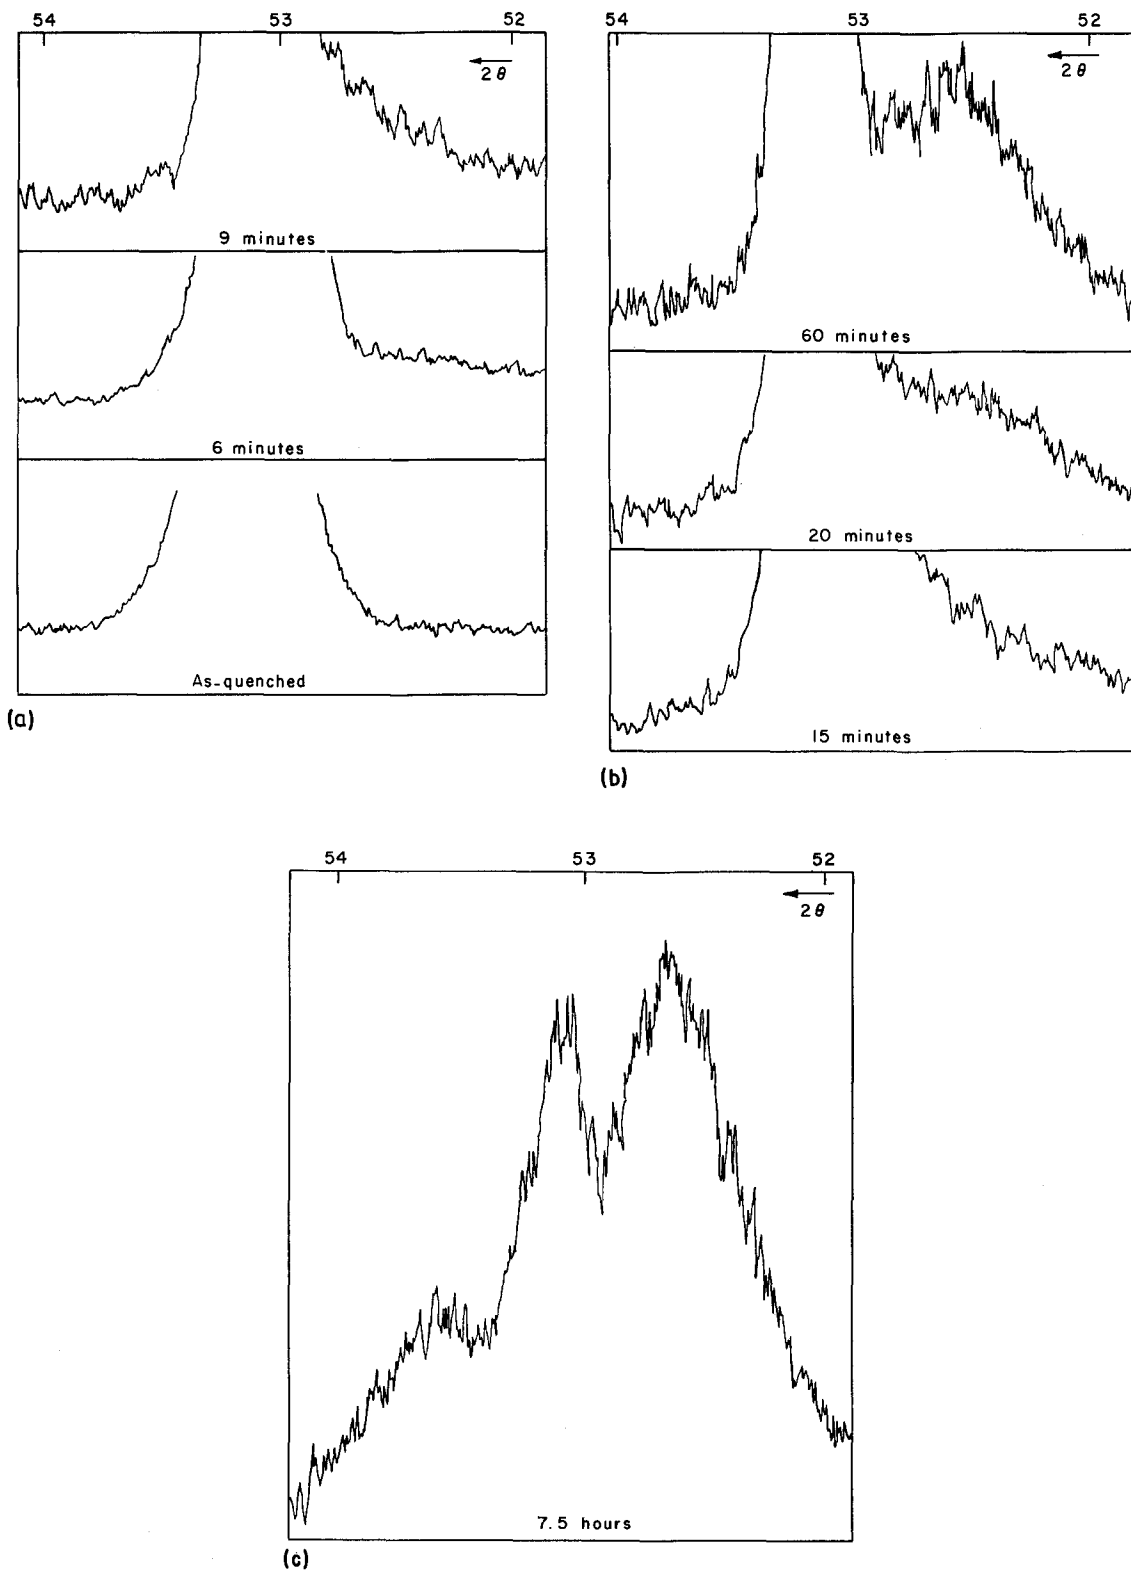 54 53 52
2θ
9 minutes
6 minutes
As-quenched
(a)
54 53 52
2θ
60 minutes
20 minutes
15 minutes
(b)
54 53 52
2θ
7.5 hours
(c)